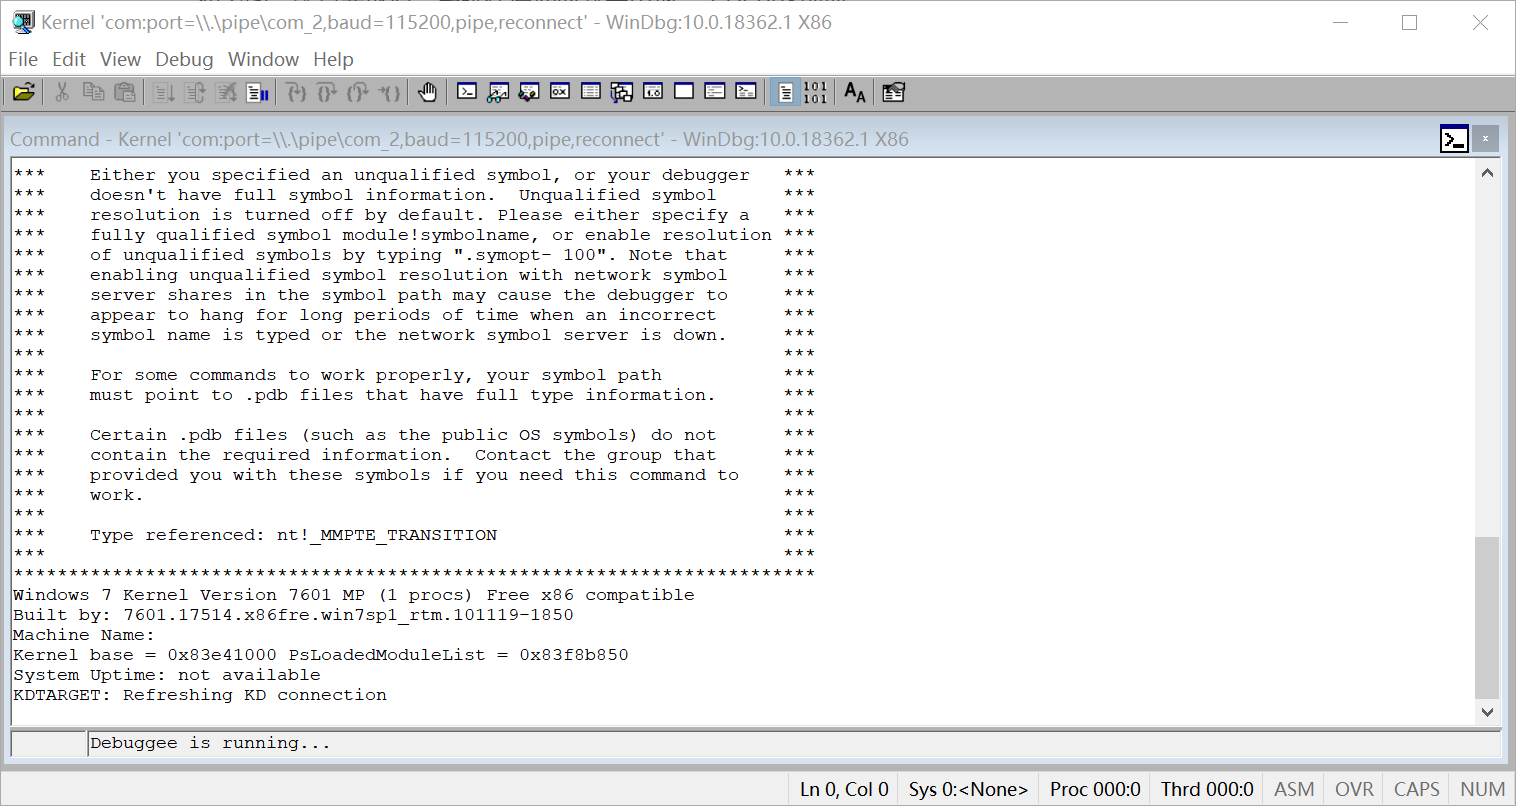 Kernel 'com:port=\\.\pipe\com_2,baud=115200,pipe,reconnect' - WinDbg:10.0.18362.1 X86
File Edit View Debug Window Help
Command - Kernel 'com:port=\\.\pipe\com_2,baud=115200,pipe,reconnect' - WinDbg:10.0.18362.1 X86
*** Either you specified an unqualified symbol, or your debugger ***
*** doesn't have full symbol information. Unqualified symbol ***
*** resolution is turned off by default. Please either specify a ***
*** fully qualified symbol module!symbolname, or enable resolution ***
*** of unqualified symbols by typing ".symopt- 100". Note that ***
*** enabling unqualified symbol resolution with network symbol ***
*** server shares in the symbol path may cause the debugger to ***
*** appear to hang for long periods of time when an incorrect ***
*** symbol name is typed or the network symbol server is down. ***
*** ***
*** For some commands to work properly, your symbol path ***
*** must point to .pdb files that have full type information. ***
*** ***
*** Certain .pdb files (such as the public OS symbols) do not ***
*** contain the required information. Contact the group that ***
*** provided you with these symbols if you need this command to ***
*** work. ***
*** ***
*** Type referenced: nt!_MMPTE_TRANSITION ***
*** ***
*************************************************************************
Windows 7 Kernel Version 7601 MP (1 procs) Free x86 compatible
Built by: 7601.17514.x86fre.win7sp1_rtm.101119-1850
Machine Name:
Kernel base = 0x83e41000 PsLoadedModuleList = 0x83f8b850
System Uptime: not available
KDTARGET: Refreshing KD connection
Debuggee is running...
Ln 0, Col 0 Sys 0:<None> Proc 000:0 Thrd 000:0 ASM OVR CAPS NUM